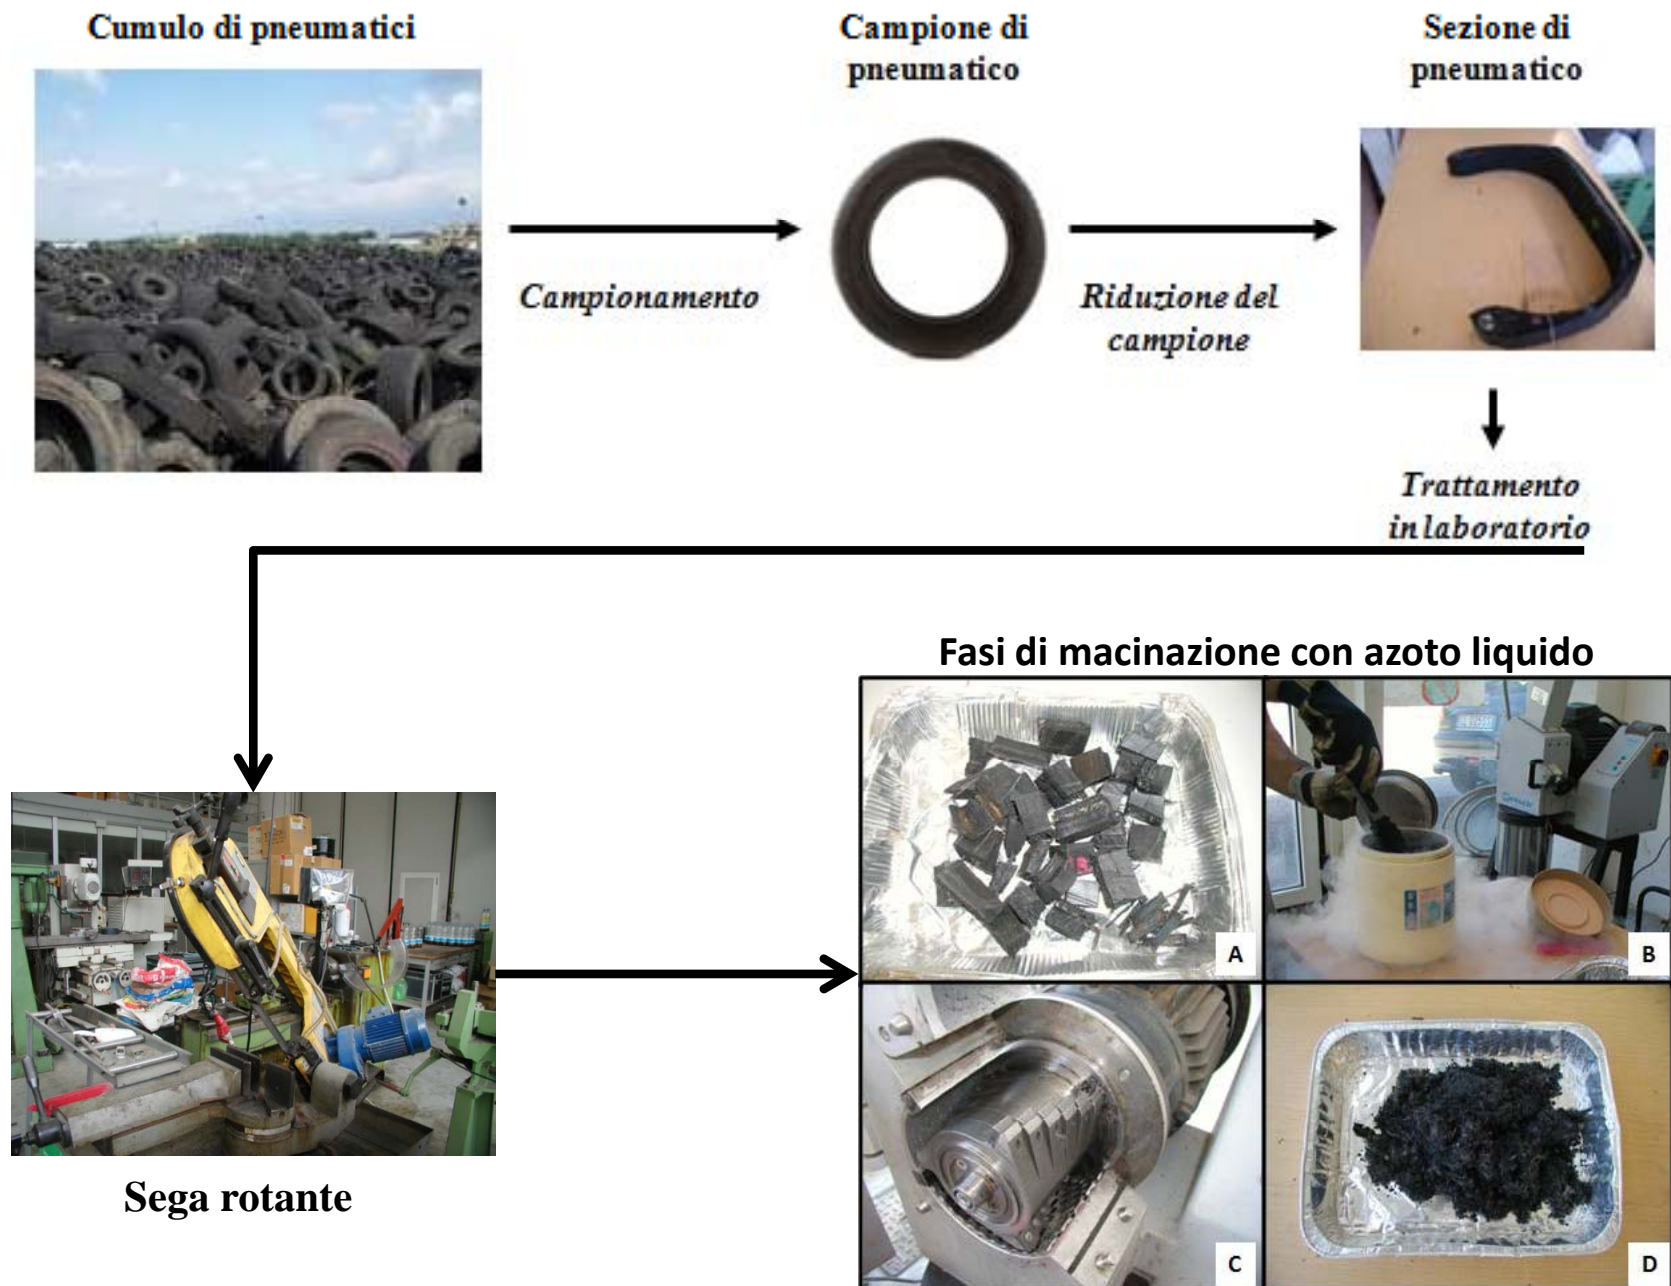 Cumulo di pneumatici
Campione di
pneumatico
Sezione di
pneumatico
Campionamento
Riduzione del
campione
Trattamento
in laboratorio
Fasi di macinazione con azoto liquido
A
B
C
D
Sega rotante